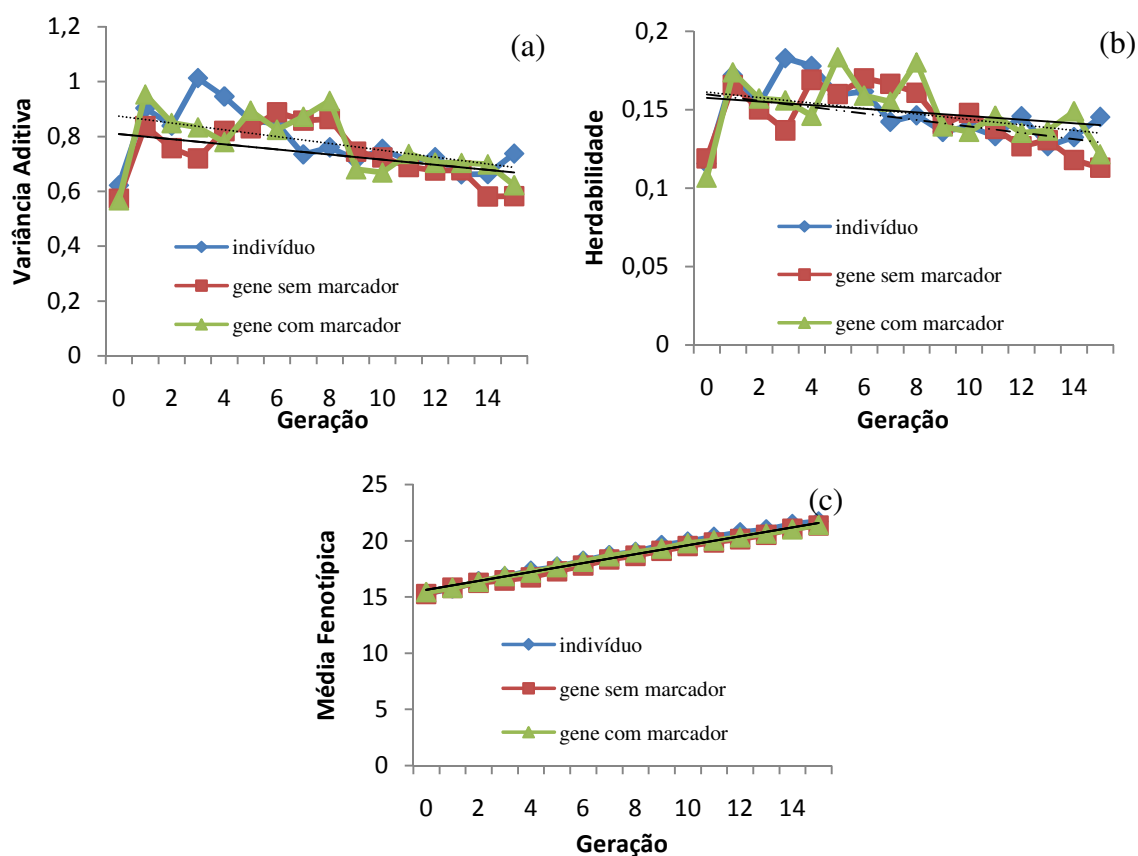 (a)
Variância Aditiva
1,2
1
0,8
0,6
0,4
0,2
0
indivíduo
gene sem marcador
gene com marcador
0 2 4 6 8 10 12 14
Geração
(b)
Herdabilidade
0,2
0,15
0,1
0,05
0
indivíduo
gene sem marcador
gene com marcador
0 2 4 6 8 10 12 14
Geração
(c)
Média Fenotípica
25
20
15
10
5
0
indivíduo
gene sem marcador
gene com marcador
0 2 4 6 8 10 12 14
Geração